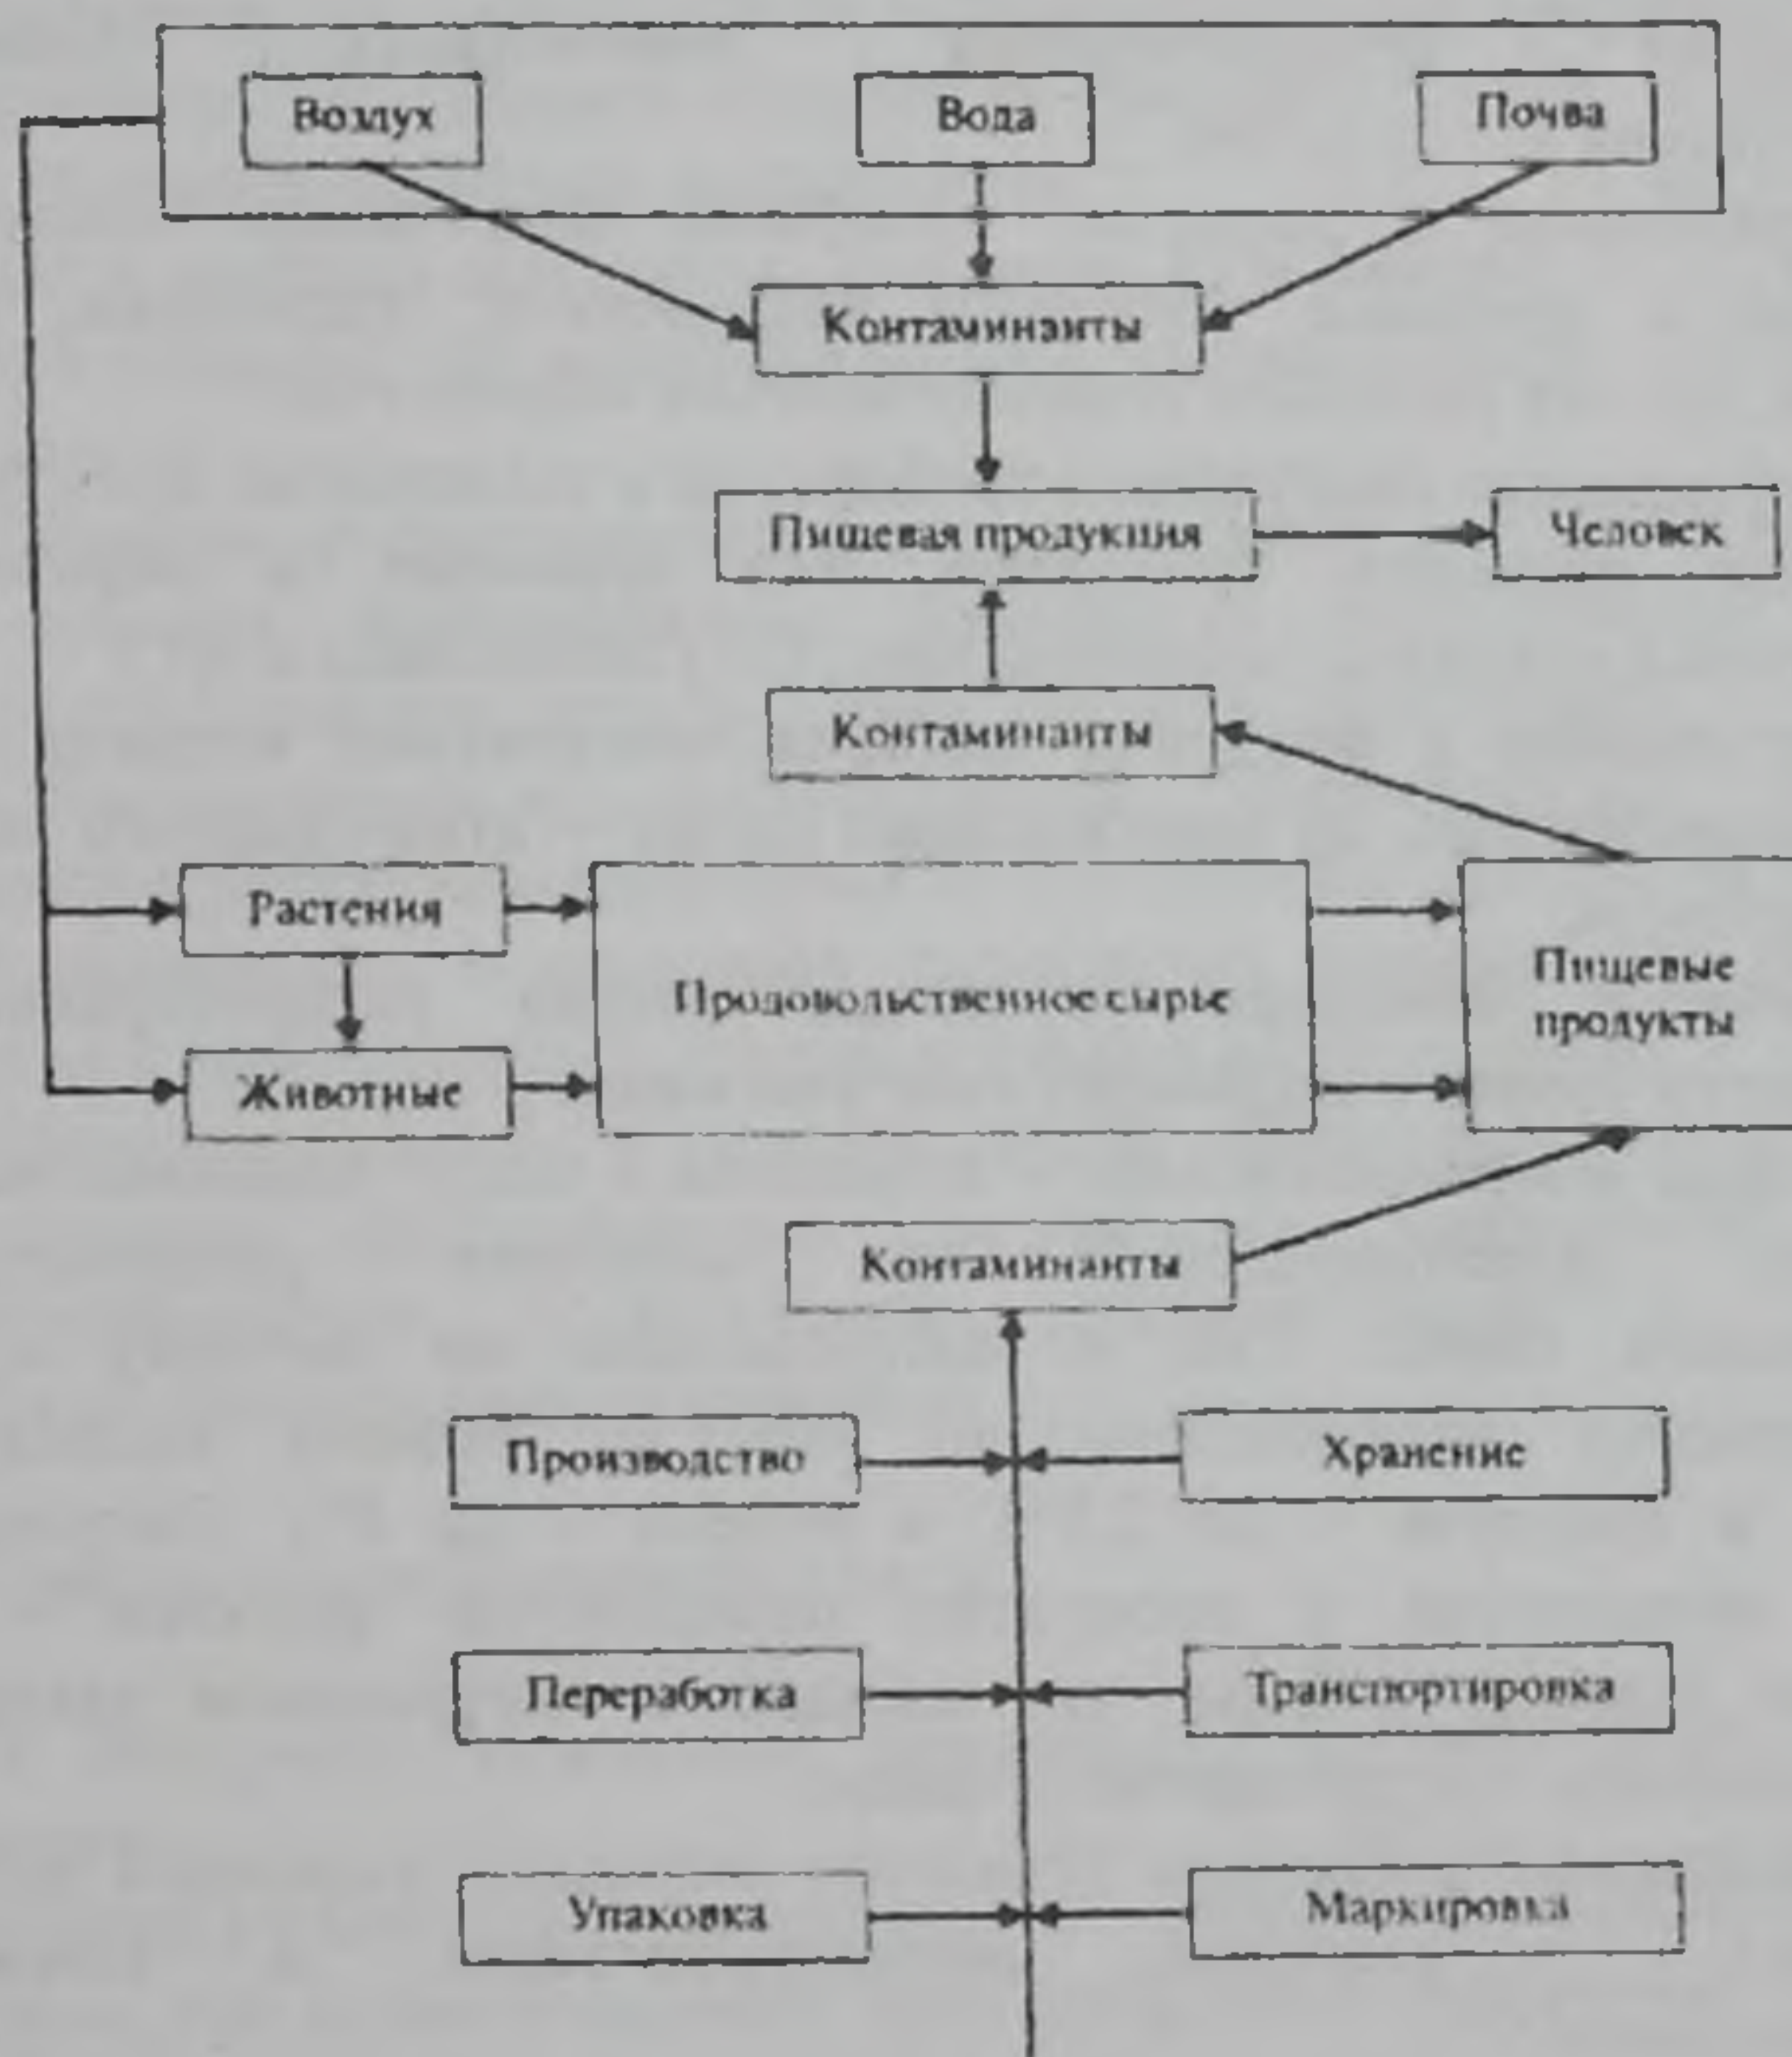 Воздух
Вода
Почва
Контаминанты
Пищевая продукция
Человек
Контаминанты
Растения
Продовольственное сырье
Пищевые
продукты
Животные
Контаминанты
Производство
Хранение
Переработка
Транспортировка
Упаковка
Маркировка